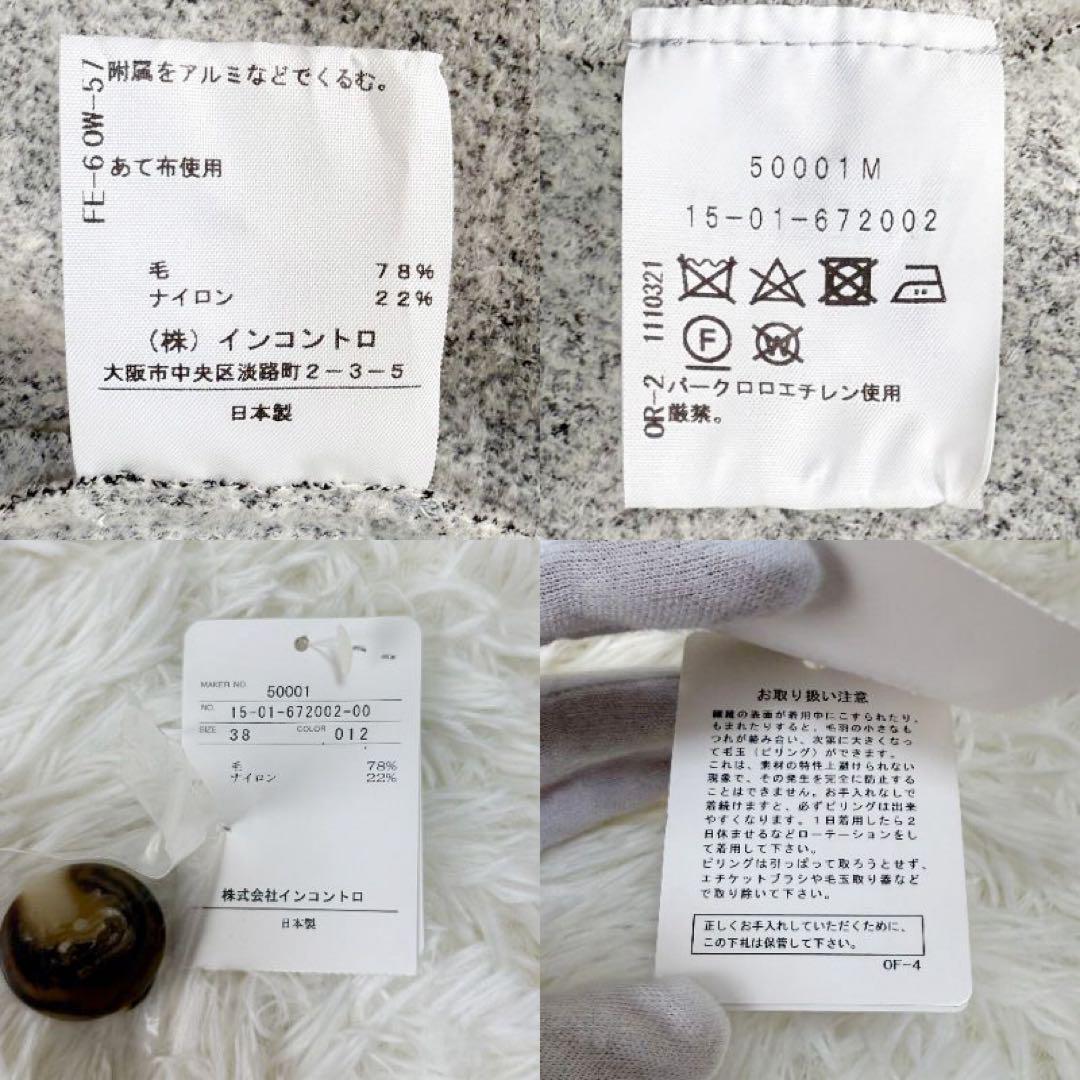 附属をアルミなどでくるむ。
FE-60W-57
あて布使用
毛 78%
ナイロン 22%
(株)インコントロ
大阪市中央区淡路町2-3-5
日本製
50001M
15-01-672002
1110321
F
W
OR-2
パークロロエチレン使用
厳禁。
MAKER NO 50001
NO. 15-01-672002-00
SIZE 38 COLOR 012
毛 78%
ナイロン 22%
株式会社インコントロ
日本製
お取り扱い注意
繊維の表面が着用中にこすられたり、
もまれたりすると、毛羽の小さなも
つれが絡み合い、次第に大きくなっ
て毛玉(ピリング)ができます。
これは、素材の特性上避けられない
現象で、その発生を完全に防止する
ことはできません。お手入れなしで
着続けますと、必ずピリングは出来
やすくなります。1日着用したら2
日休ませるなどローテーションをし
て着用して下さい。
ピリングは引っぱって取ろうとせず、
エチケットブラシや毛玉取り器など
で取り除いて下さい。
正しくお手入れしていただくために、
この下札は保管して下さい。
OF-4